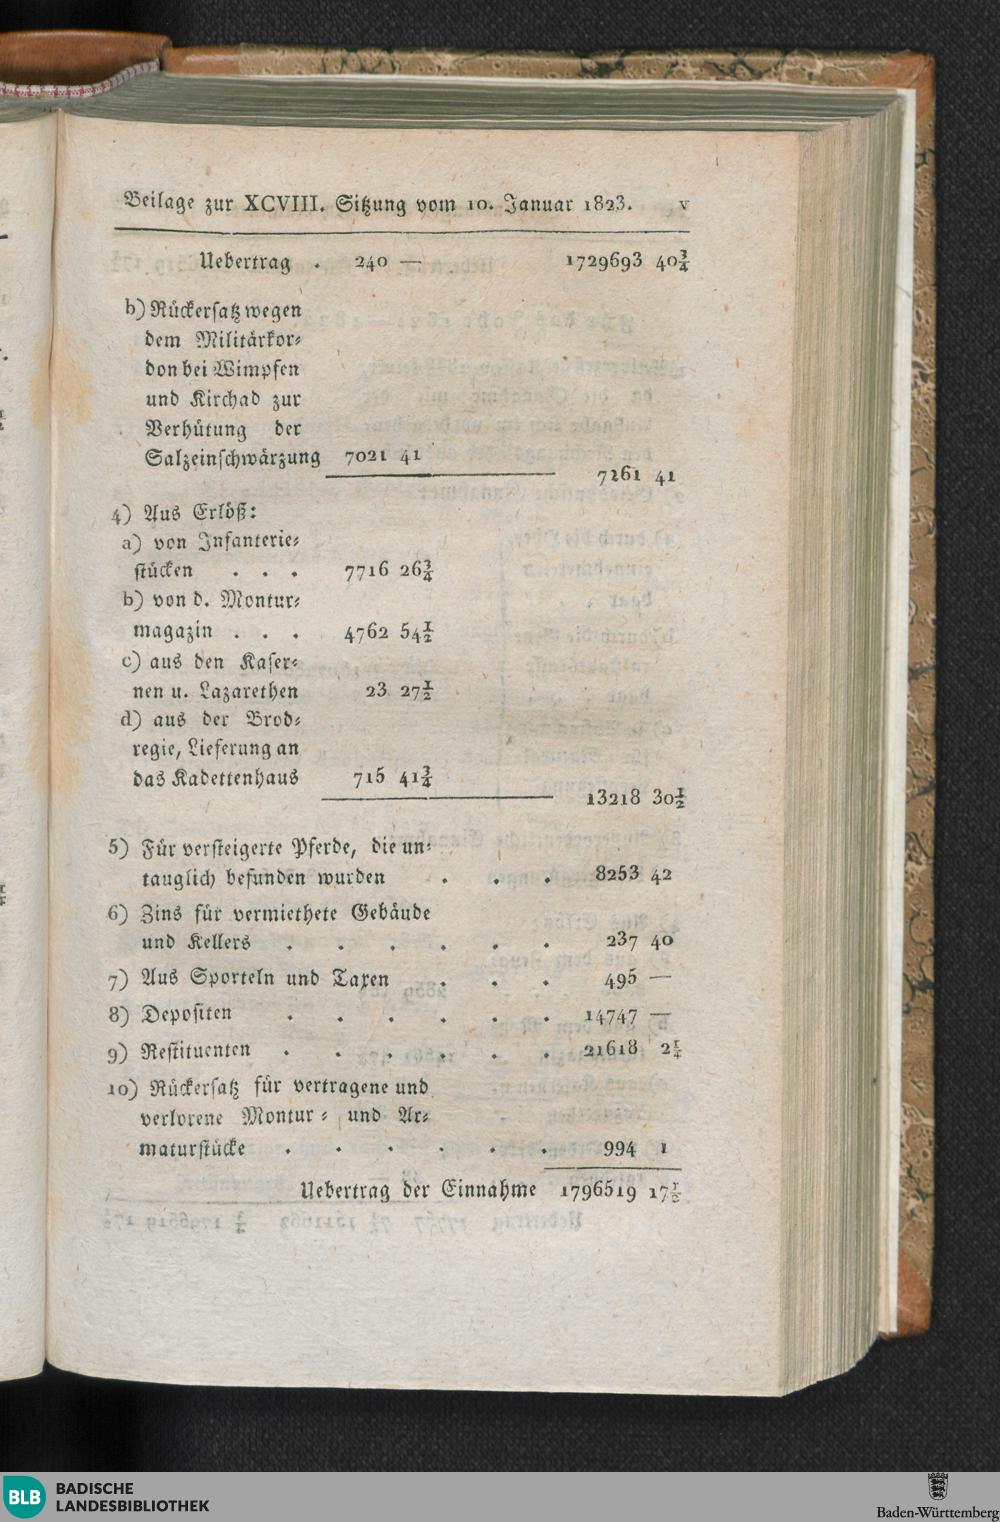 Beilage zur XCVIII. Sitzung vom 10. Januar 1823. v
Uebertrag . 240 — 1729693 40¾
b) Rückersatz wegen
dem Militärkor-
don bei Wimpfen
und Kirchad zur
Verhütung der
Salzeinschwärzung 7021 41
7261 41
4) Aus Erlöß:
a) von Infanterie-
stücken . . . 7716 26¾
b) von d. Montur-
magazin . . . 4762 54½
c) aus den Kaser-
nen u. Lazarethen 23 27½
d) aus der Brod-
regie, Lieferung an
das Kadettenhaus 715 41¾
13218 30½
5) Für versteigerte Pferde, die un-
tauglich befunden wurden . . . 8253 42
6) Zins für vermiethete Gebäude
und Kellers . . . . . . 237 40
7) Aus Sporteln und Taxen . . . 495 —
8) Depositen . . . . . . 14747 —
9) Restituenten . . . . . . 21618 2¼
10) Rückersatz für vertragene und
verlorene Montur- und Ar-
maturstücke . . . . . . 994 1
Uebertrag der Einnahme 1796519 17½
BLB BADISCHE
LANDESBIBLIOTHEK
Baden-Württemberg